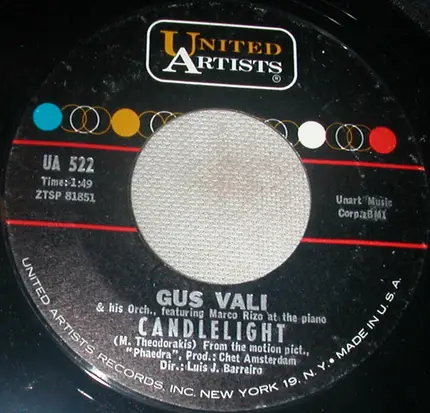 UNITED
ARTISTS
®
UA 522
Time: 1:49
ZTSP 81851
Unart Music
Corp. BMI
GUS VALI
& his Orch., featuring Marco Rizo at the piano
CANDLELIGHT
(M. Theodorakis) From the motion pict.,
"Phaedra", Prod.: Chet Amsterdam
Dir.: Luis J. Barreiro
UNITED ARTISTS RECORDS, INC. NEW YORK 19, N.Y. • MADE IN U.S.A.